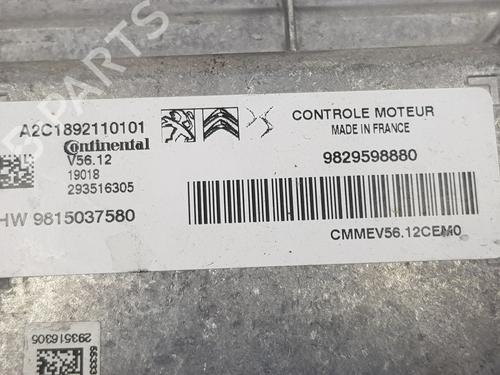 A2C1892110101
Continental
V56.12
19018
293516305
HW 9815037580
CONTROLE MOTEUR
MADE IN FRANCE
9829598880
CMMEV56.12CEM0
293516305